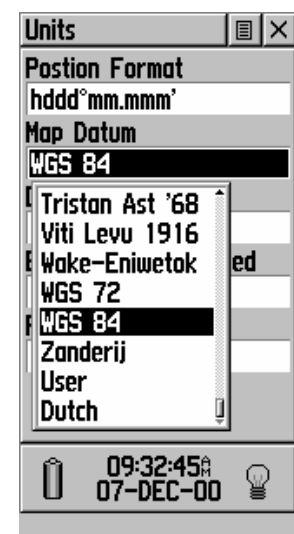 Units
Postion Format
hddd°mm.mmm'
Map Datum
WGS 84
Tristan Ast '68
Viti Levu 1916
Wake-Eniwetok
ed
WGS 72
WGS 84
Zanderij
User
Dutch
09:32:45AM
07-DEC-00